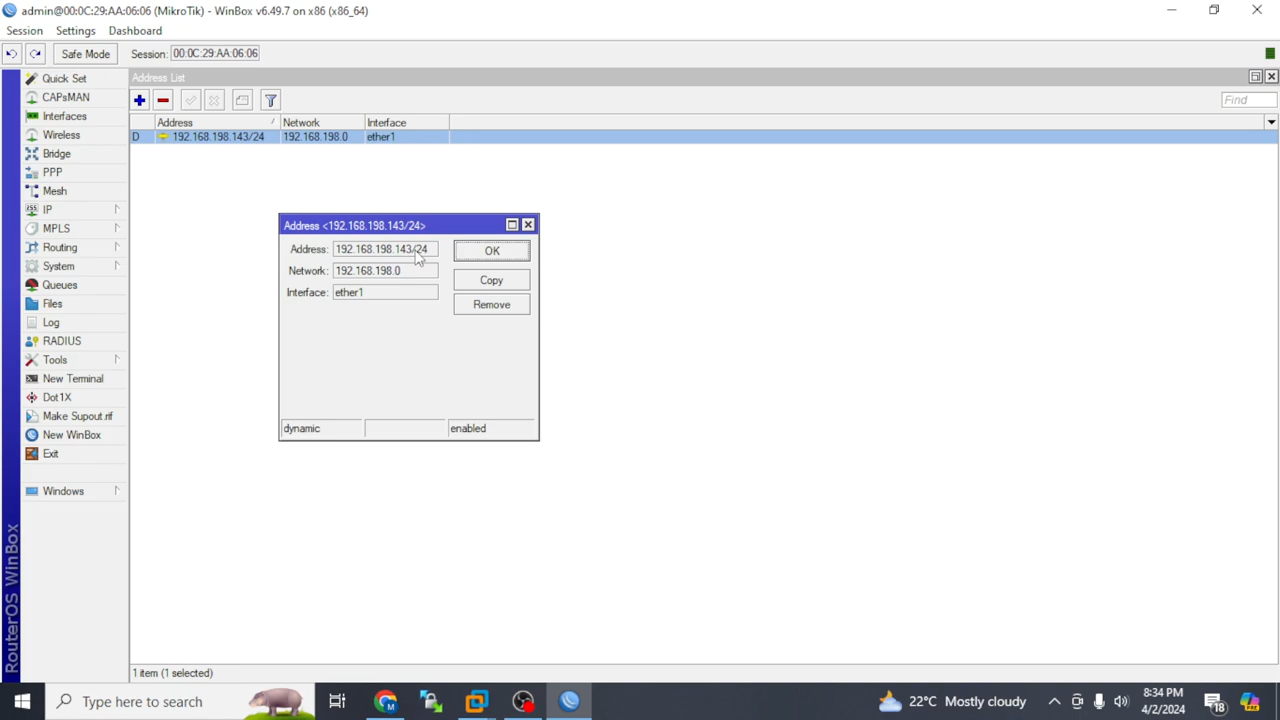 admin@00:0C:29:AA:06:06 (MikroTik) - WinBox v6.49.7 on x86 (x86_64)
Session Settings Dashboard
Safe Mode Session: 00:0C:29:AA:06:06
Quick Set
CAPsMAN
Interfaces
Wireless
Bridge
PPP
Mesh
IP
MPLS
Routing
System
Queues
Files
Log
RADIUS
Tools
New Terminal
Dot1X
Make Supout.rif
New WinBox
Exit
Windows
RouterOS WinBox
Address List
Find
Address Network Interface
D 192.168.198.143/24 192.168.198.0 ether1
Address <192.168.198.143/24>
Address: 192.168.198.143/24 OK
Network: 192.168.198.0 Copy
Interface: ether1 Remove
dynamic enabled
1 item (1 selected)
Type here to search
22°C Mostly cloudy
8:34 PM
4/2/2024
18